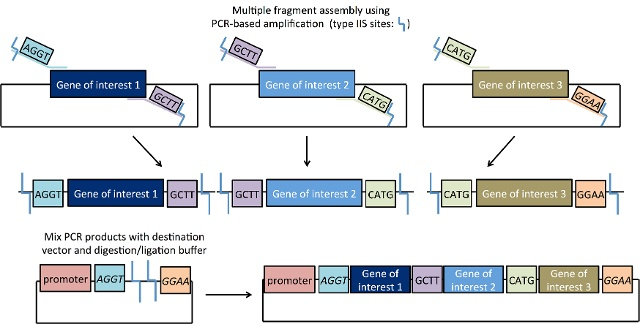 Multiple fragment assembly using
PCR-based amplification (type IIS sites: )
AGGT
Gene of interest 1
GCTT
GCTT
Gene of interest 2
CATG
CATG
Gene of interest 3
GGAA
AGGT Gene of interest 1 GCTT
GCTT Gene of interest 2 CATG
CATG Gene of interest 3 GGAA
Mix PCR products with destination
vector and digestion/ligation buffer
promoter AGGT GGAA
promoter AGGT Gene of interest 1 GCTT Gene of interest 2 CATG Gene of interest 3 GGAA